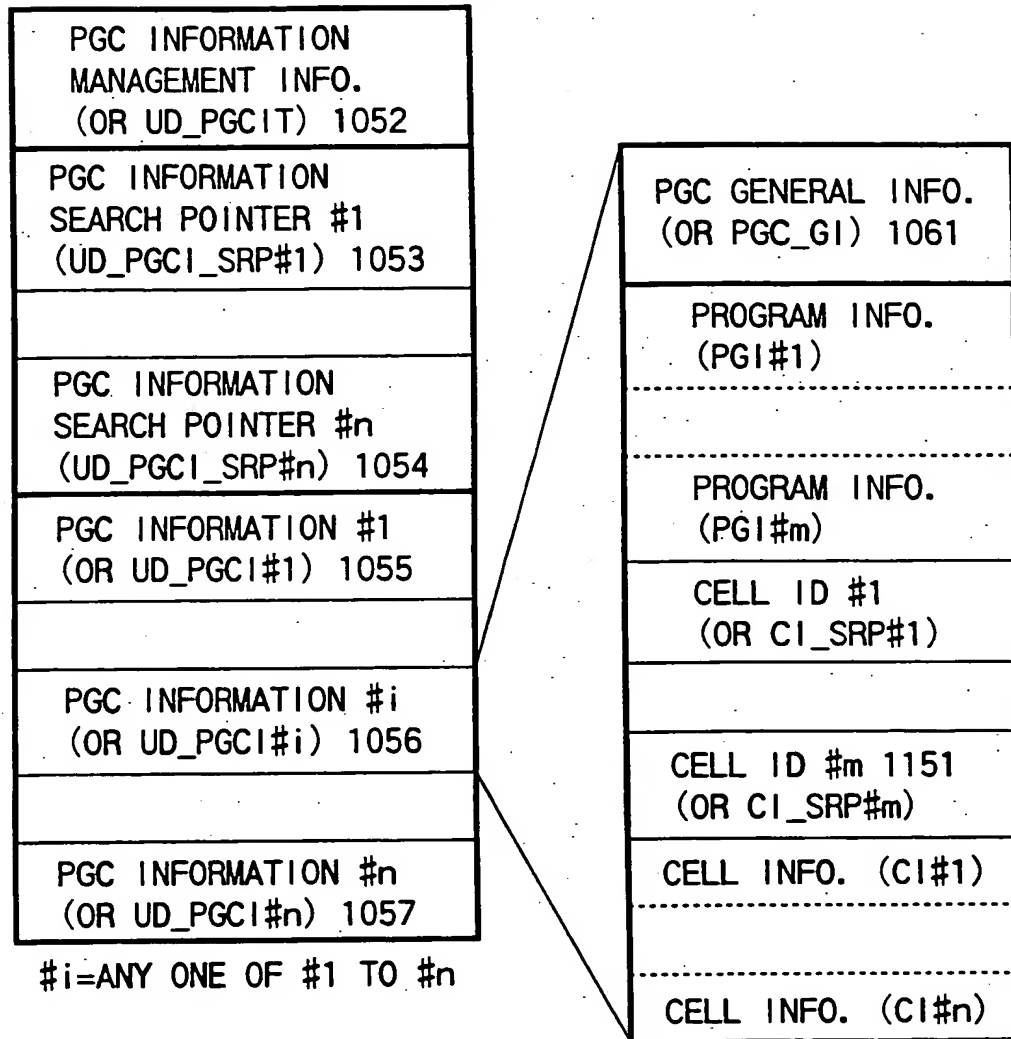 PGC INFORMATION
MANAGEMENT INFO.
(OR UD_PGCIT) 1052
PGC INFORMATION
SEARCH POINTER #1
(UD_PGCI_SRP#1) 1053
PGC INFORMATION
SEARCH POINTER #n
(UD_PGCI_SRP#n) 1054
PGC INFORMATION #1
(OR UD_PGCI#1) 1055
PGC INFORMATION #i
(OR UD_PGCI#i) 1056
PGC INFORMATION #n
(OR UD_PGCI#n) 1057
#i=ANY ONE OF #1 TO #n
PGC GENERAL INFO.
(OR PGC_GI) 1061
PROGRAM INFO.
(PGI#1)
PROGRAM INFO.
(PGI#m)
CELL ID #1
(OR CI_SRP#1)
CELL ID #m 1151
(OR CI_SRP#m)
CELL INFO. (CI#1)
CELL INFO. (CI#n)